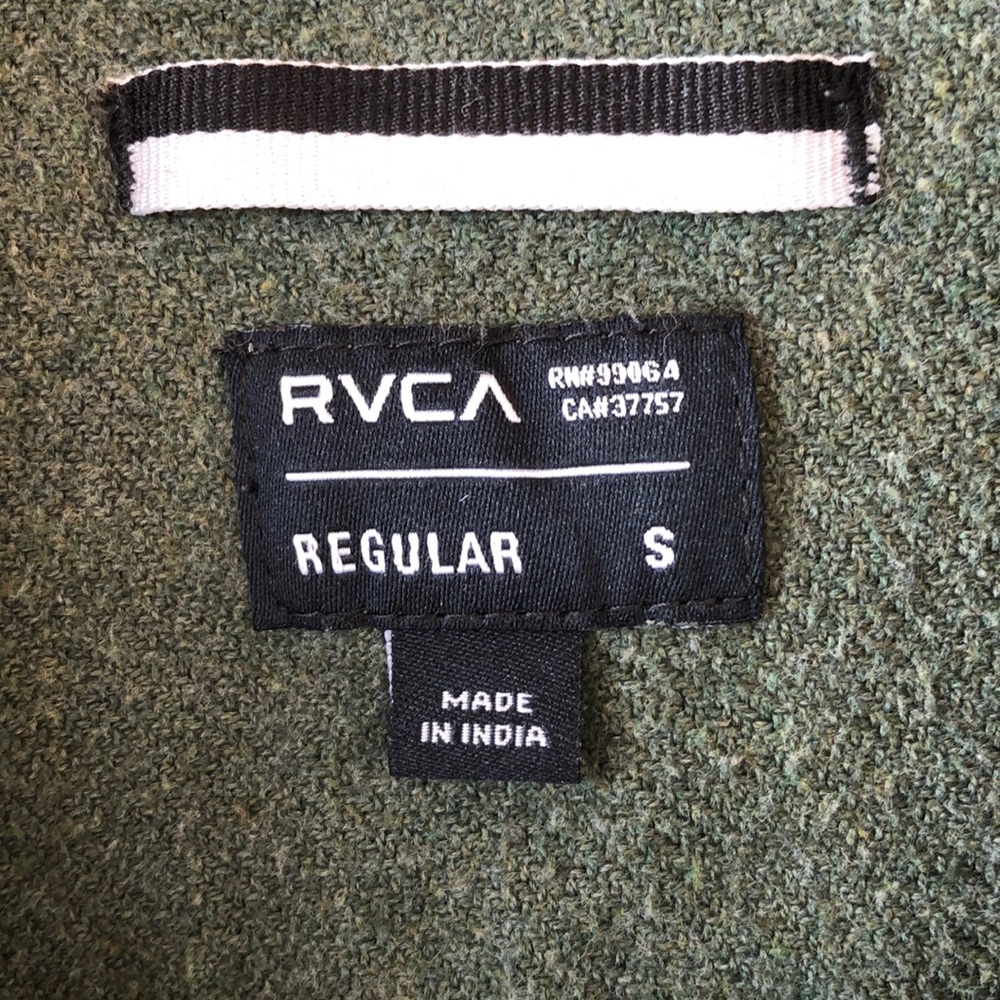 RVCA
RN#99064
CA#37757
REGULAR S
MADE
IN INDIA